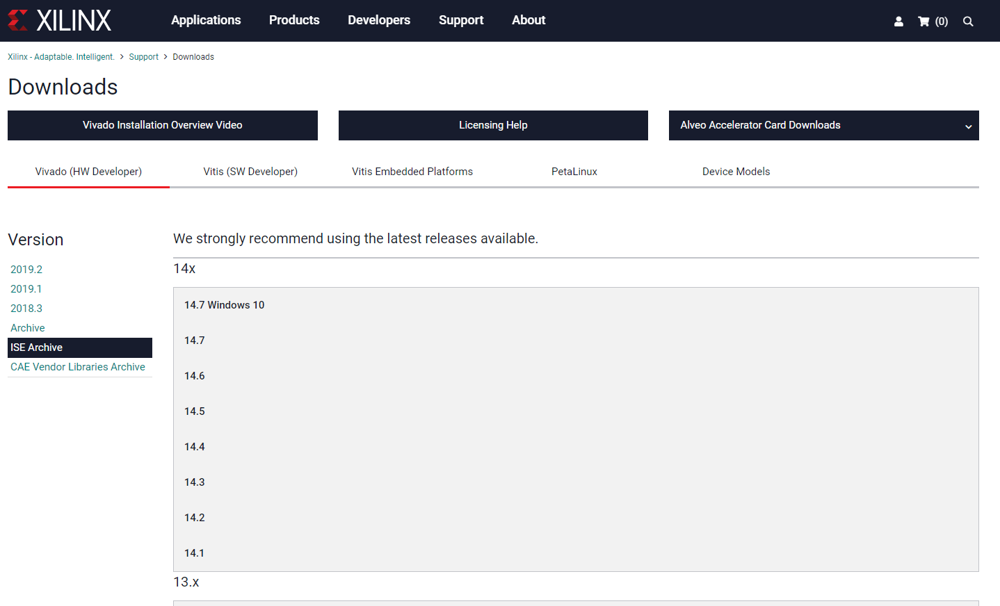 XILINX
Applications Products Developers Support About (0)
Xilinx - Adaptable. Intelligent. > Support > Downloads
Downloads
Vivado Installation Overview Video Licensing Help Alveo Accelerator Card Downloads
Vivado (HW Developer) Vitis (SW Developer) Vitis Embedded Platforms PetaLinux Device Models
Version
2019.2
2019.1
2018.3
Archive
ISE Archive
CAE Vendor Libraries Archive
We strongly recommend using the latest releases available.
14x
14.7 Windows 10
14.7
14.6
14.5
14.4
14.3
14.2
14.1
13.x